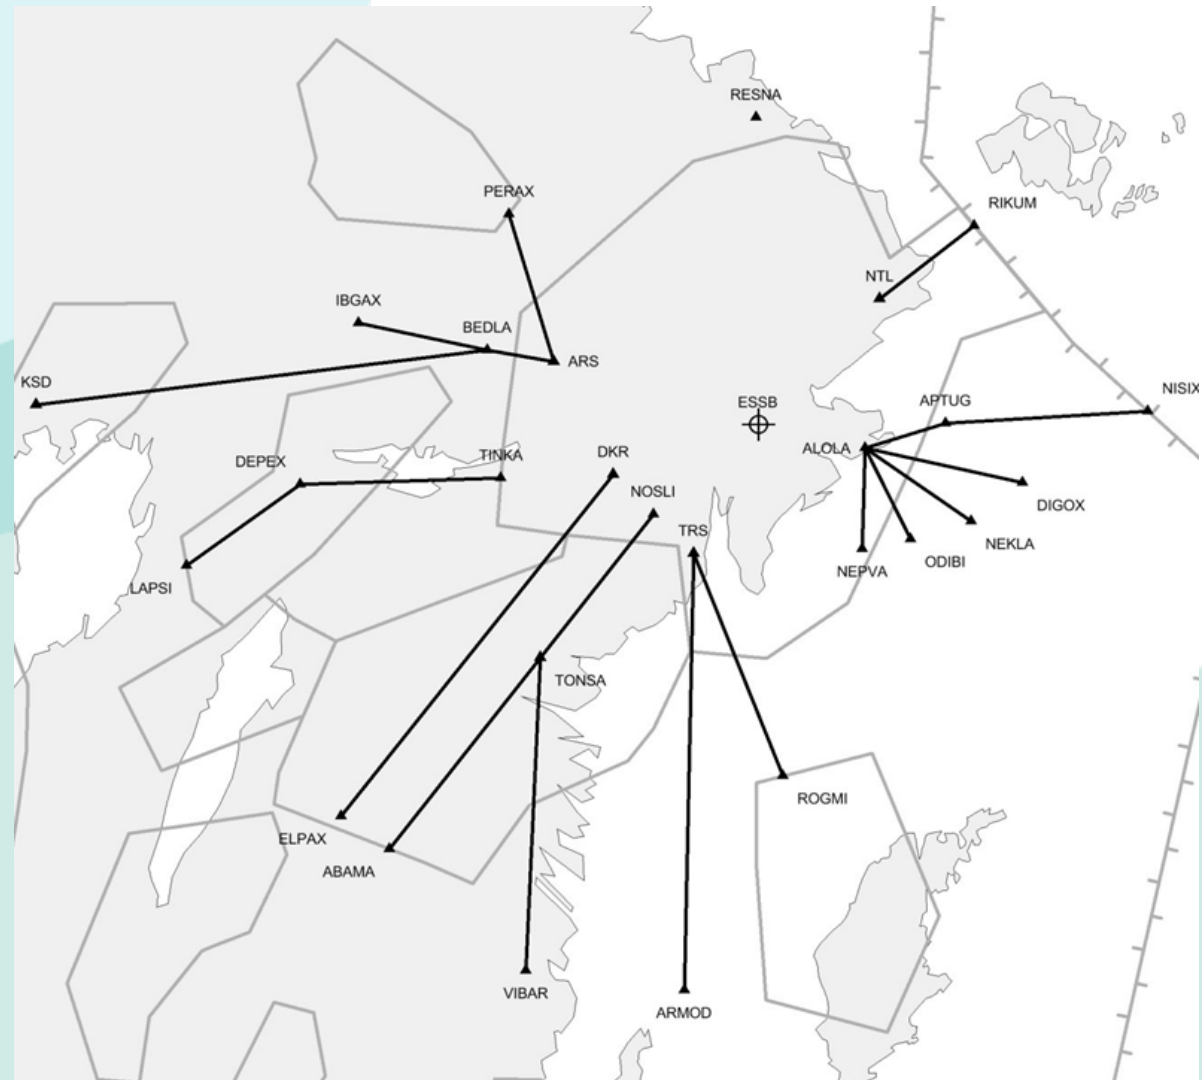 RESNA
PERAX
RIKUM
NTL
IBGAX
BEDLA
ARS
KSD
NISIX
APTUG
ESSB
ALOLA
DKR
TINKA
DEPEX
NOSLI
DIGOX
TRS
NEKLA
ODIBI
NEPVA
LAPSI
TONSA
ROGMI
ELPAX
ABAMA
VIBAR
ARMOD